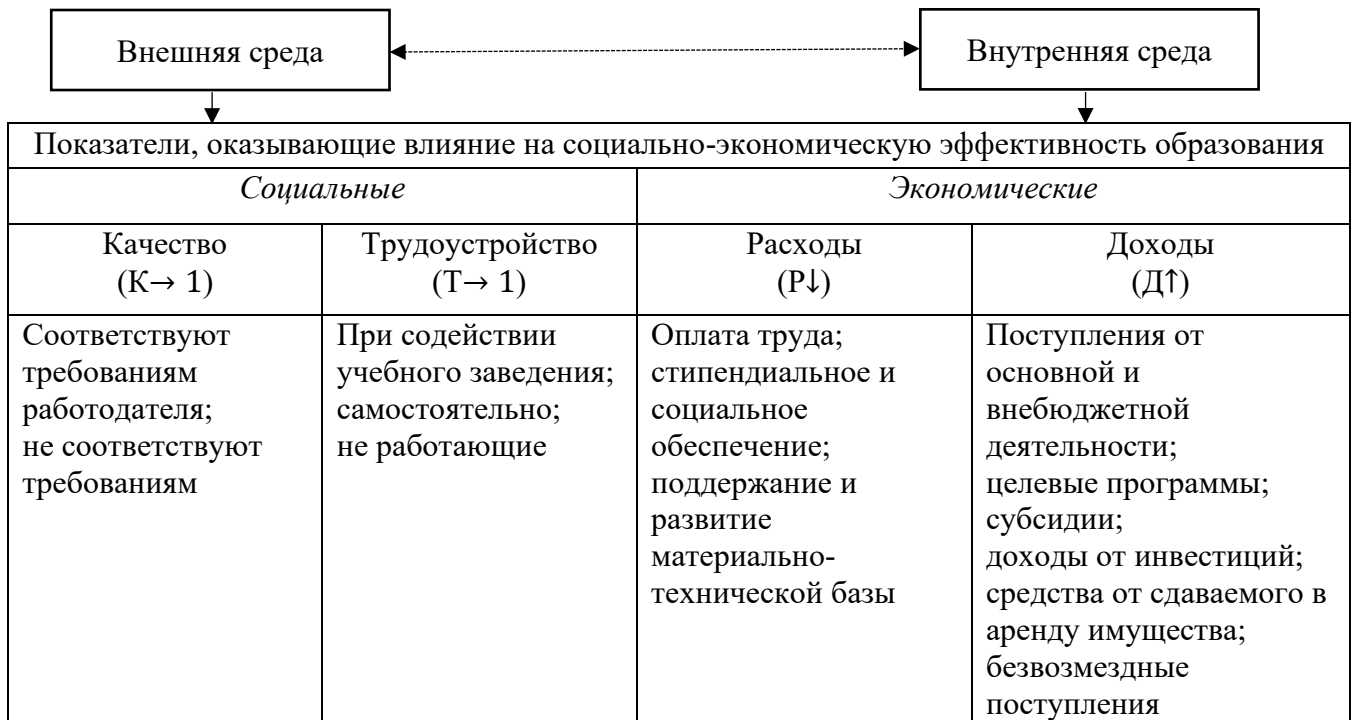 Внешняя среда
Внутренняя среда
Показатели, оказывающие влияние на социально-экономическую эффективность образования
Социальные
Экономические
Качество
(К→ 1)
Трудоустройство
(Т→ 1)
Расходы
(Р↓)
Доходы
(Д↑)
Соответствуют
требованиям
работодателя;
не соответствуют
требованиям
При содействии
учебного заведения;
самостоятельно;
не работающие
Оплата труда;
стипендиальное и
социальное
обеспечение;
поддержание и
развитие
материально-
технической базы
Поступления от
основной и
внебюджетной
деятельности;
целевые программы;
субсидии;
доходы от инвестиций;
средства от сдаваемого в
аренду имущества;
безвозмездные
поступления